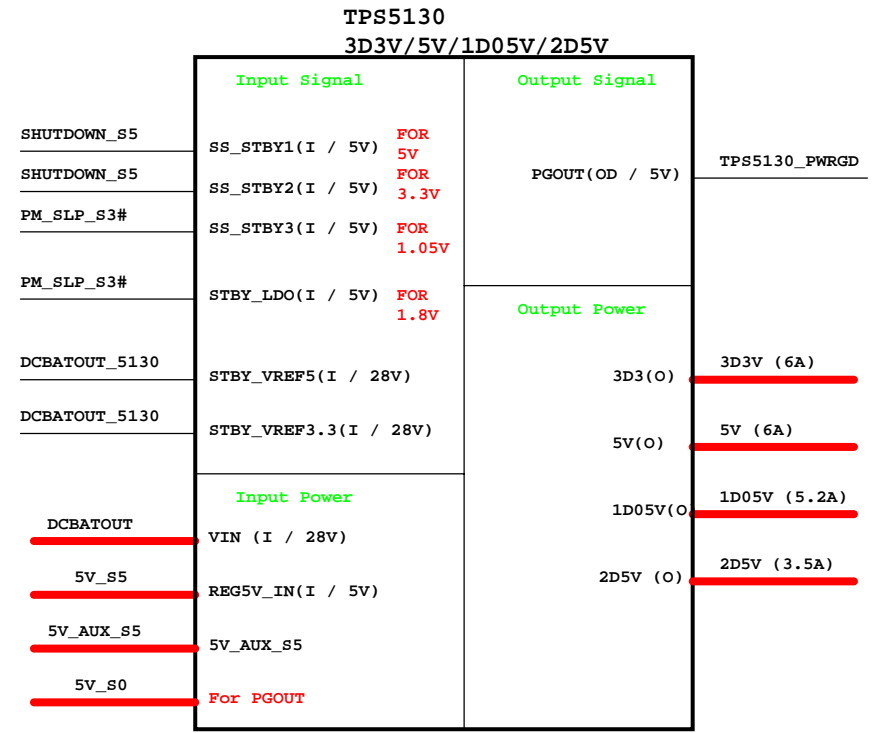 TPS5130
3D3V/5V/1D05V/2D5V
Input Signal
Output Signal
SHUTDOWN_S5
SS_STBY1(I / 5V)
FOR
5V
SHUTDOWN_S5
SS_STBY2(I / 5V)
FOR
3.3V
PM_SLP_S3#
SS_STBY3(I / 5V)
FOR
1.05V
PM_SLP_S3#
STBY_LDO(I / 5V)
FOR
1.8V
DCBATOUT_5130
STBY_VREF5(I / 28V)
DCBATOUT_5130
STBY_VREF3.3(I / 28V)
PGOUT(OD / 5V)
TPS5130_PWRGD
Input Power
DCBATOUT
VIN (I / 28V)
5V_S5
REG5V_IN(I / 5V)
5V_AUX_S5
5V_AUX_S5
5V_S0
For PGOUT
Output Power
3D3(O)
3D3V (6A)
5V(O)
5V (6A)
1D05V(O
1D05V (5.2A)
2D5V (O)
2D5V (3.5A)